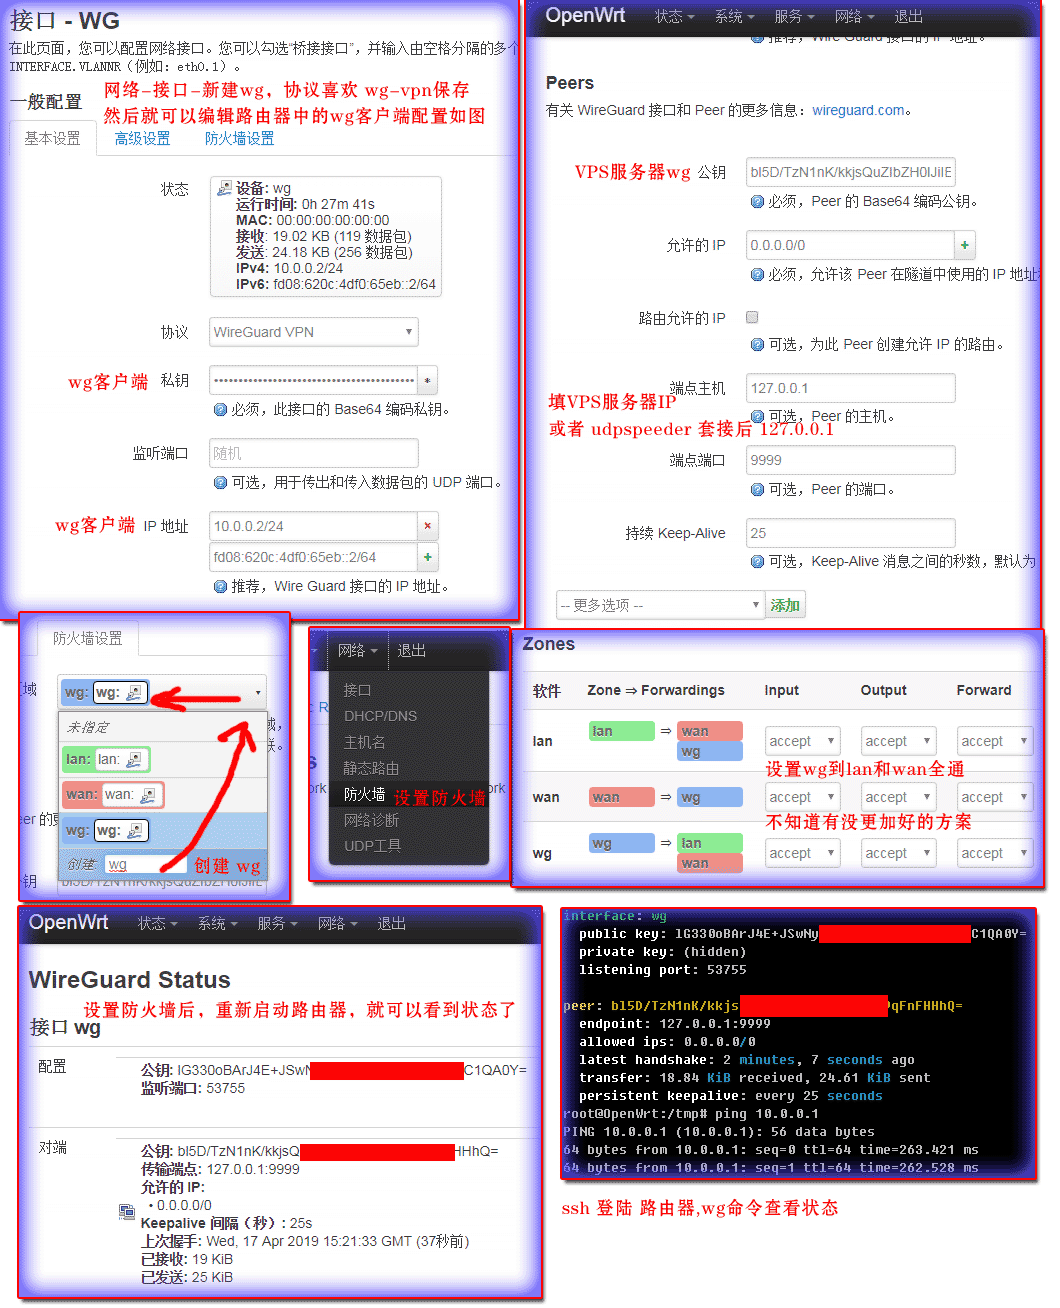 接口 - WG
在此页面，您可以配置网络接口。您可以勾选“桥接接口”，并输入由空格分隔的多个
INTERFACE.VLANNR（例如：eth0.1）。
网络-接口-新建wg，协议喜欢 wg-vpn保存
一般配置
然后就可以编辑路由器中的wg客户端配置如图
基本设置 高级设置 防火墙设置
状态
设备: wg
运行时间: 0h 27m 41s
MAC: 00:00:00:00:00:00
接收: 19.02 KB (119 数据包)
发送: 24.18 KB (256 数据包)
IPv4: 10.0.0.2/24
IPv6: fd08:620c:4df0:65eb::2/64
协议 WireGuard VPN
wg客户端 私钥
必须，此接口的 Base64 编码私钥。
监听端口 随机
可选，用于传出和传入数据包的 UDP 端口。
wg客户端 IP 地址 10.0.0.2/24
fd08:620c:4df0:65eb::2/64
推荐，Wire Guard 接口的 IP 地址。
OpenWrt 状态 系统 服务 网络 退出
推荐，Wire Guard 接口的 IP 地址。
Peers
有关 WireGuard 接口和 Peer 的更多信息：wireguard.com。
VPS服务器wg 公钥 bl5D/TzN1nK/kkjsQuZIbZH0IJiIE
必须，Peer 的 Base64 编码公钥。
允许的 IP 0.0.0.0/0
必须，允许该 Peer 在隧道中使用的 IP 地址
路由允许的 IP
可选，为此 Peer 创建允许 IP 的路由。
端点主机 127.0.0.1
填VPS服务器IP
可选，Peer 的主机。
或者 udpspeeder 套接后 127.0.0.1
端点端口 9999
可选，Peer 的端口。
持续 Keep-Alive 25
可选，Keep-Alive 消息之间的秒数，默认为
-- 更多选项 -- 添加
防火墙设置
域 wg: wg:
未指定
lan: lan:
wan: wan:
wg: wg:
创建: wg 创建 wg
网络 退出
接口
DHCP/DNS
主机名
静态路由
防火墙 设置防火墙
网络诊断
UDP工具
Zones
软件 Zone ⇒ Forwardings Input Output Forward
lan lan ⇒ wan wg accept accept accept
设置wg到lan和wan全通
wan wan ⇒ wg accept accept accept
不知道有没更加好的方案
wg wg ⇒ lan wan accept accept accept
OpenWrt 状态 系统 服务 网络 退出
WireGuard Status
设置防火墙后，重新启动路由器，就可以看到状态了
接口 wg
配置
公钥: lG330oBArJ4E+JSwN C1QA0Y=
监听端口: 53755
对端
公钥: bl5D/TzN1nK/kkjsQ HHhQ=
传输端点: 127.0.0.1:9999
允许的 IP:
• 0.0.0.0/0
Keepalive 间隔（秒）: 25s
上次握手: Wed, 17 Apr 2019 15:21:33 GMT (37秒前)
已接收: 19 KiB
已发送: 25 KiB
interface: wg
public key: lG330oBArJ4E+JSwNy C1QA0Y=
private key: (hidden)
listening port: 53755
peer: bl5D/TzN1nK/kkjs qFnFHHhQ=
endpoint: 127.0.0.1:9999
allowed ips: 0.0.0.0/0
latest handshake: 2 minutes, 7 seconds ago
transfer: 18.84 KiB received, 24.61 KiB sent
persistent keepalive: every 25 seconds
root@OpenWrt:/tmp# ping 10.0.0.1
PING 10.0.0.1 (10.0.0.1): 56 data bytes
64 bytes from 10.0.0.1: seq=0 ttl=64 time=263.421 ms
64 bytes from 10.0.0.1: seq=1 ttl=64 time=262.528 ms
ssh 登陆 路由器,wg命令查看状态